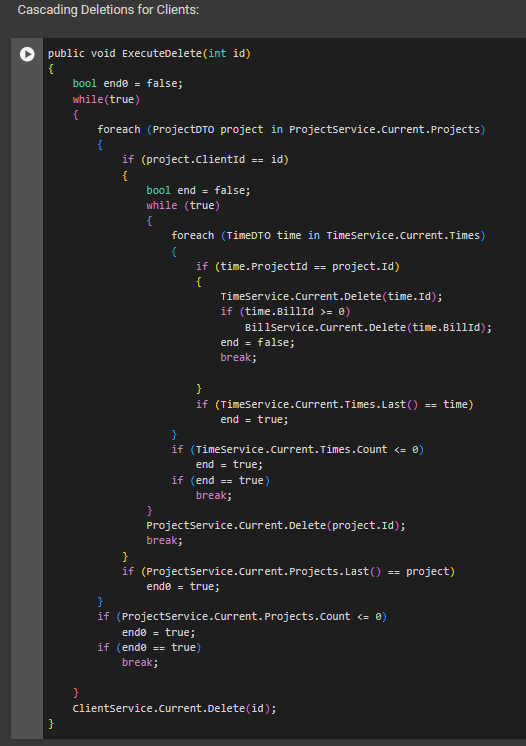 Cascading Deletions for Clients:
public void ExecuteDelete(int id)
{
    bool end0 = false;
    while(true)
    {
        foreach (ProjectDTO project in ProjectService.Current.Projects)
        {
            if (project.ClientId == id)
            {
                bool end = false;
                while (true)
                {
                    foreach (TimeDTO time in TimeService.Current.Times)
                    {
                        if (time.ProjectId == project.Id)
                        {
                            TimeService.Current.Delete(time.Id);
                            if (time.BillId >= 0)
                                BillService.Current.Delete(time.BillId);
                            end = false;
                            break;
                        }
                        if (TimeService.Current.Times.Last() == time)
                            end = true;
                    }
                    if (TimeService.Current.Times.Count <= 0)
                        end = true;
                    if (end == true)
                        break;
                }
                ProjectService.Current.Delete(project.Id);
                break;
            }
            if (ProjectService.Current.Projects.Last() == project)
                end0 = true;
        }
        if (ProjectService.Current.Projects.Count <= 0)
            end0 = true;
        if (end0 == true)
            break;
    }
    ClientService.Current.Delete(id);
}